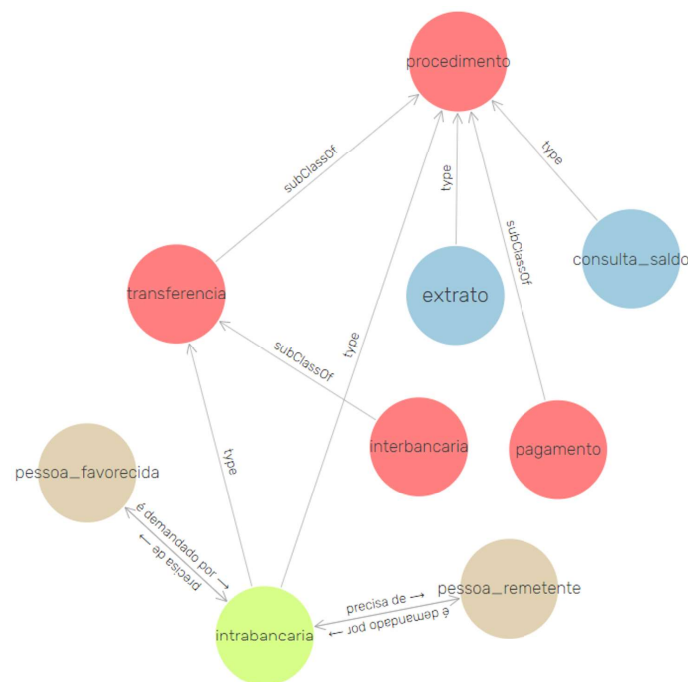 procedimento
type
subClassOf
type
consulta_saldo
subClassOf
transferencia
extrato
type
subClassOf
interbancaria
pagamento
type
pessoa_favorecida
é demandado por →
precisa de →
pessoa_remetente
precisa de →
é demandado por →
intrabancaria